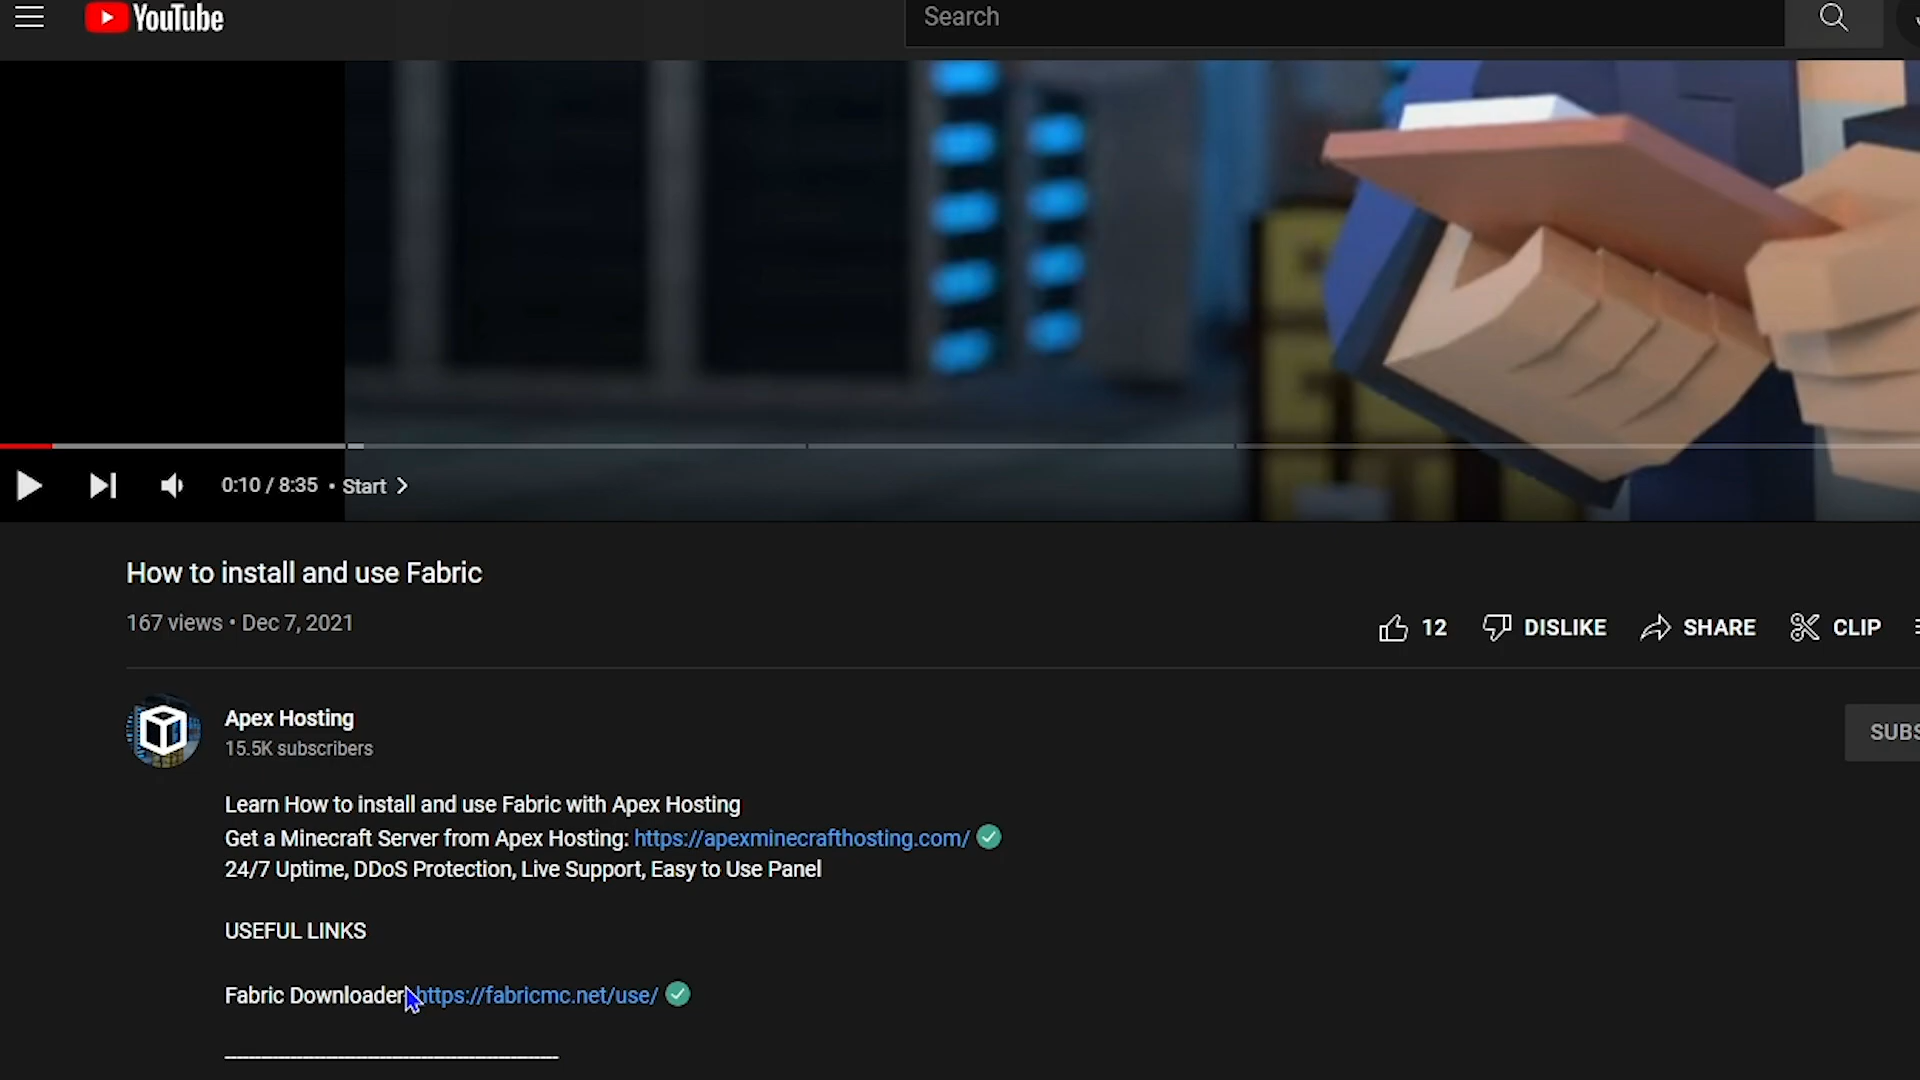 YouTube
Search
0:10 / 8:35 • Start
How to install and use Fabric
167 views • Dec 7, 2021
12 DISLIKE SHARE CLIP
Apex Hosting
15.5K subscribers
SUBS
Learn How to install and use Fabric with Apex Hosting
Get a Minecraft Server from Apex Hosting: https://apexminecrafthosting.com/
24/7 Uptime, DDoS Protection, Live Support, Easy to Use Panel
USEFUL LINKS
Fabric Downloader https://fabricmc.net/use/